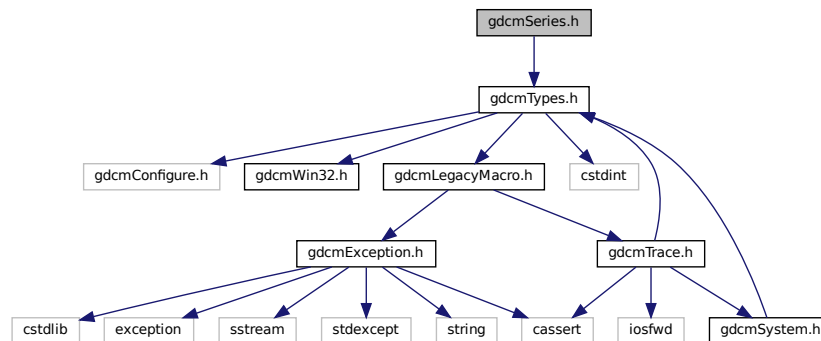 gdcmSeries.h
gdcmTypes.h
gdcmConfigure.h
gdcmWin32.h
gdcmLegacyMacro.h
cstdint
gdcmException.h
gdcmTrace.h
cstdlib
exception
sstream
stdexcept
string
cassert
iosfwd
gdcmSystem.h